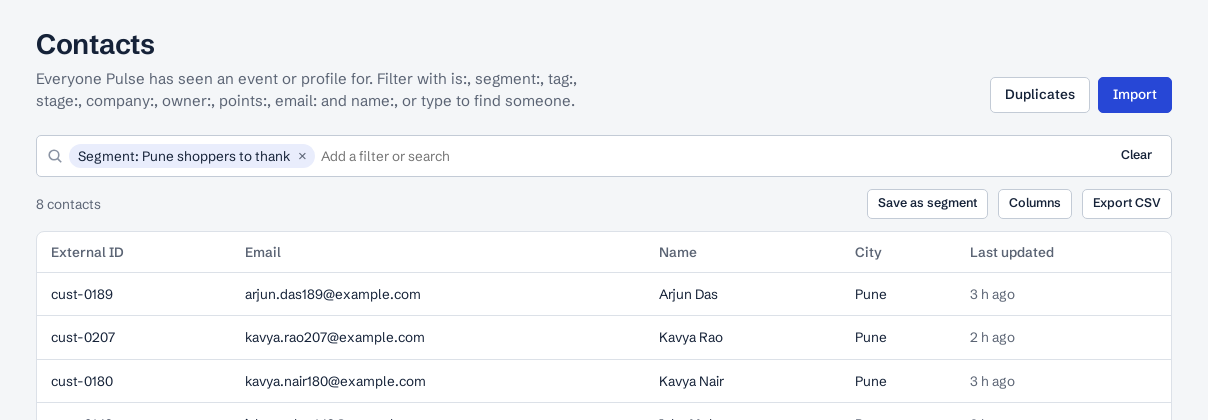 Contacts
Everyone Pulse has seen an event or profile for. Filter with is:, segment:, tag:,
stage:, company:, owner:, points:, email: and name:, or type to find someone.
Duplicates
Import
Segment: Pune shoppers to thank ×
Add a filter or search
Clear
8 contacts
Save as segment
Columns
Export CSV
External ID Email Name City Last updated
cust-0189 arjun.das189@example.com Arjun Das Pune 3 h ago
cust-0207 kavya.rao207@example.com Kavya Rao Pune 2 h ago
cust-0180 kavya.nair180@example.com Kavya Nair Pune 3 h ago